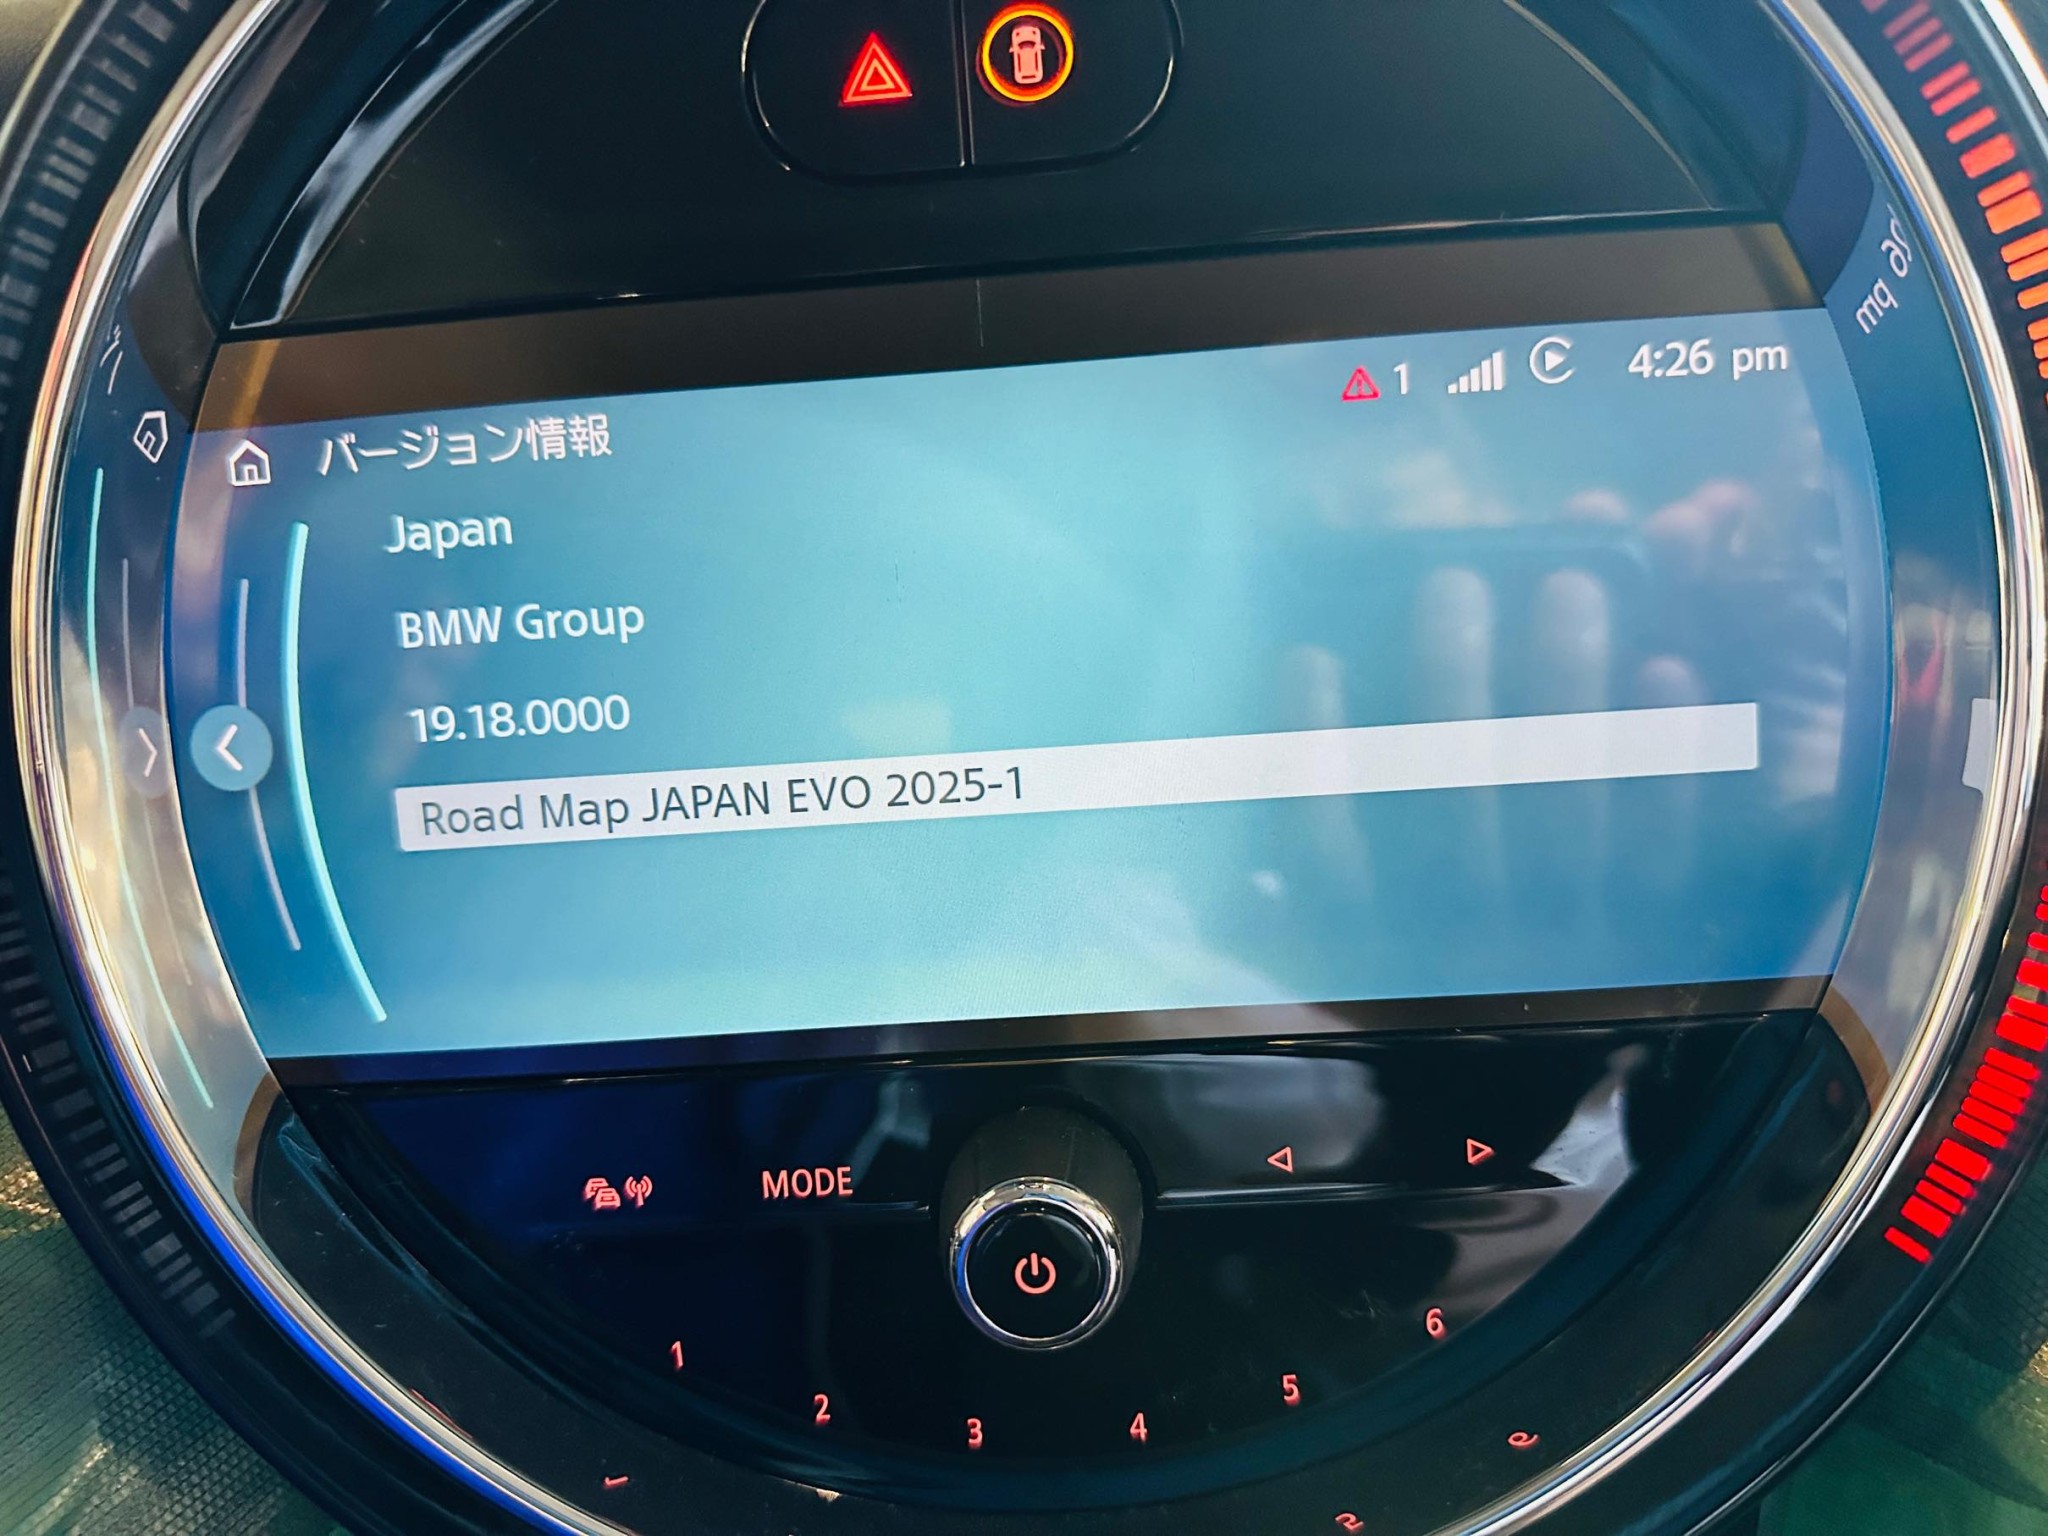 1 4:26 pm
バージョン情報
Japan
BMW Group
19.18.0000
Road Map JAPAN EVO 2025-1
MODE
1 2 3 4 5 6